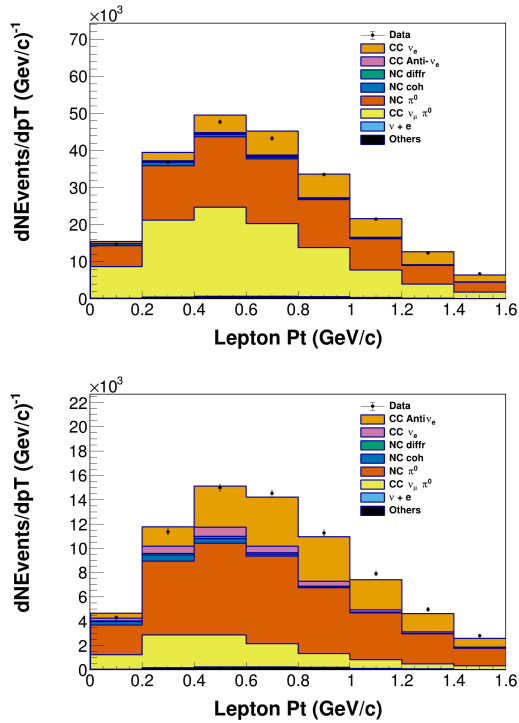 ×10³
70
60
50
40
30
20
10
0
dNEvents/dpT (Gev/c)⁻¹
Data
CC νe
CC Anti-νe
NC diffr
NC coh
NC π⁰
CC νμ π⁰
ν + e
Others
0 0.2 0.4 0.6 0.8 1.0 1.2 1.4 1.6
Lepton Pt (GeV/c)
×10³
22
20
18
16
14
12
10
8
6
4
2
0
dNEvents/dpT (Gev/c)⁻¹
Data
CC Anti νe
CC νe
NC diffr
NC coh
NC π⁰
CC νμ π⁰
ν + e
Others
0 0.2 0.4 0.6 0.8 1.0 1.2 1.4 1.6
Lepton Pt (GeV/c)